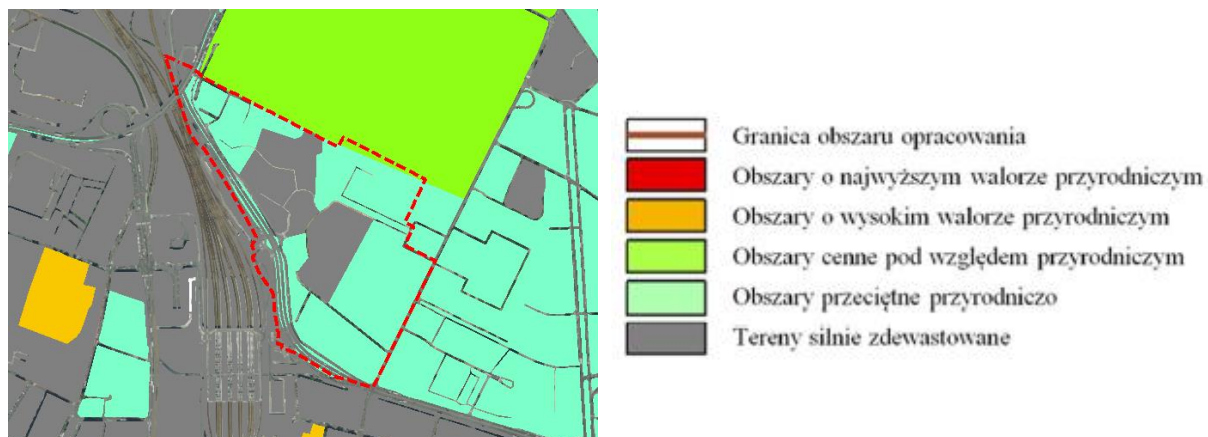 Granica obszaru opracowania
Obszary o najwyższym walorze przyrodniczym
Obszary o wysokim walorze przyrodniczym
Obszary cenne pod względem przyrodniczym
Obszary przeciętne przyrodniczo
Tereny silnie zdewastowane